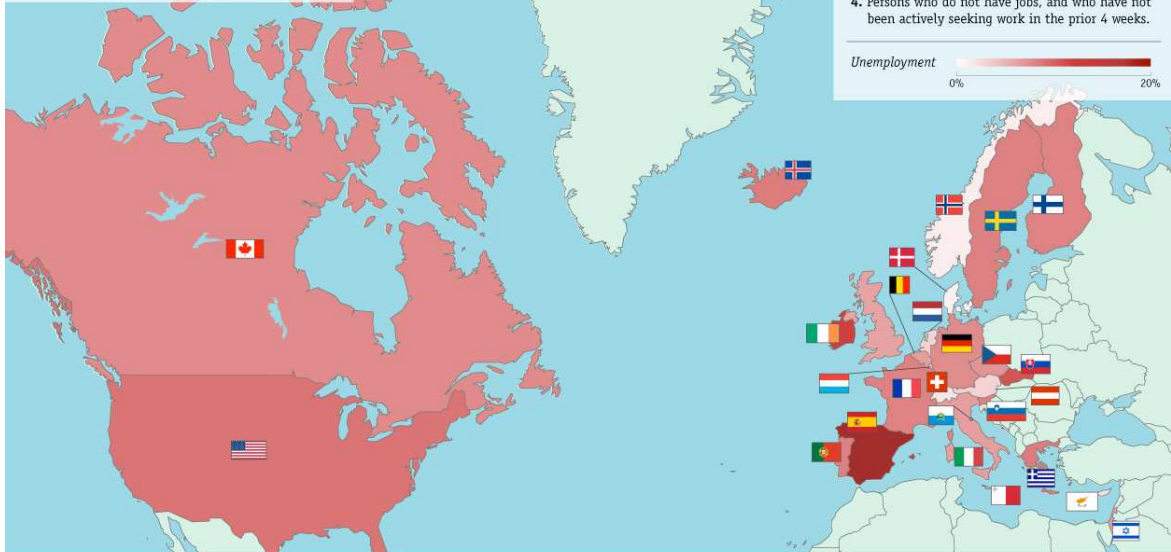 4. Persons who do not have jobs, and who have not
been actively seeking work in the prior 4 weeks.
Unemployment
0%
20%